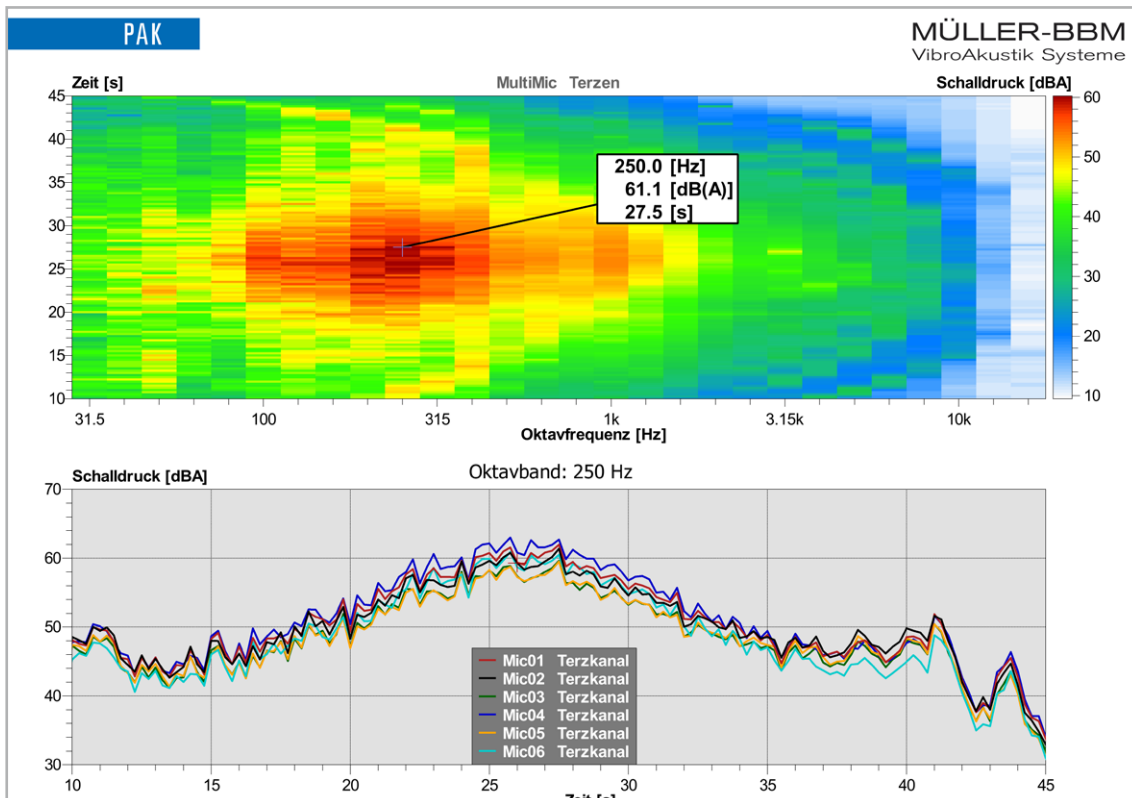 PAK
MÜLLER-BBM
VibroAkustik Systeme
Zeit [s]
MultiMic Terzen
Schalldruck [dBA]
45
40
35
30
25
20
15
10
250.0 [Hz]
61.1 [dB(A)]
27.5 [s]
60
50
40
30
20
10
31.5 100 315 1k 3.15k 10k
Oktavfrequenz [Hz]
Schalldruck [dBA]
Oktavband: 250 Hz
70
60
50
40
30
Mic01 Terzkanal
Mic02 Terzkanal
Mic03 Terzkanal
Mic04 Terzkanal
Mic05 Terzkanal
Mic06 Terzkanal
10 15 20 25 30 35 40 45
Zeit [s]